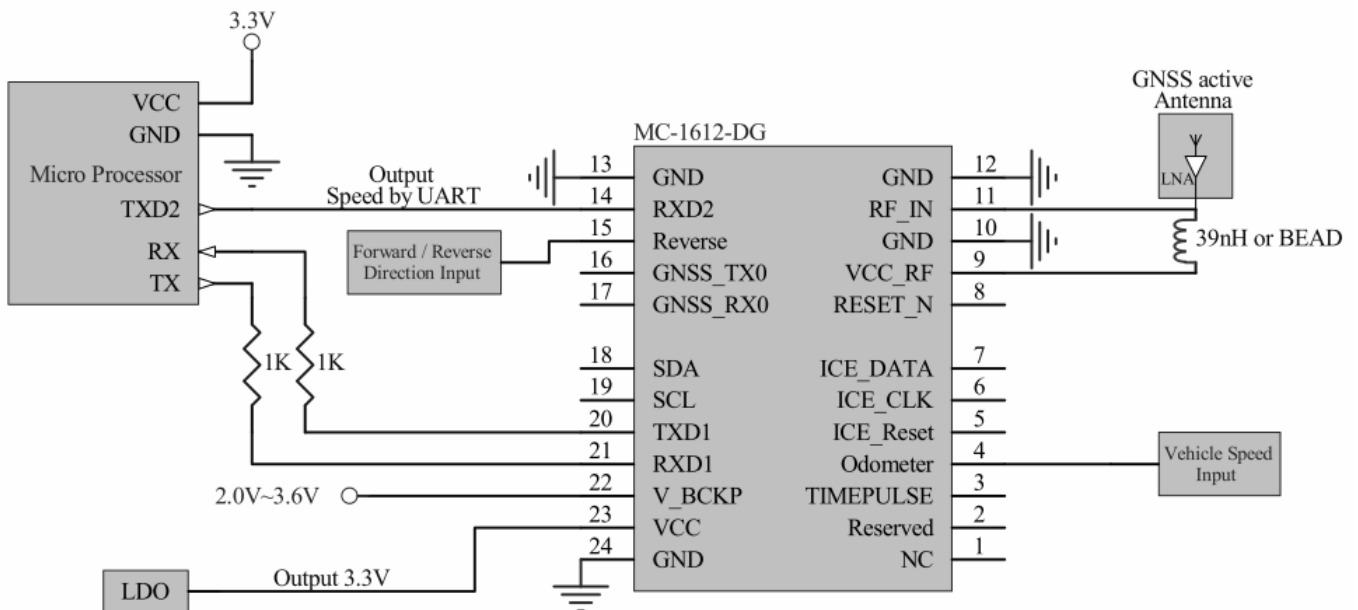 3.3V
VCC
GND
Micro Processor
TXD2
RX
TX
1K
1K
Output
Speed by UART
Forward / Reverse
Direction Input
2.0V~3.6V
LDO
Output 3.3V
MC-1612-DG
13 GND
14 RXD2
15 Reverse
16 GNSS_TX0
17 GNSS_RX0
18 SDA
19 SCL
20 TXD1
21 RXD1
22 V_BCKP
23 VCC
24 GND
GND 12
RF_IN 11
GND 10
VCC_RF 9
RESET_N 8
ICE_DATA 7
ICE_CLK 6
ICE_Reset 5
Odometer 4
TIMEPULSE 3
Reserved 2
NC 1
GNSS active
Antenna
LNA
39nH or BEAD
Vehicle Speed
Input